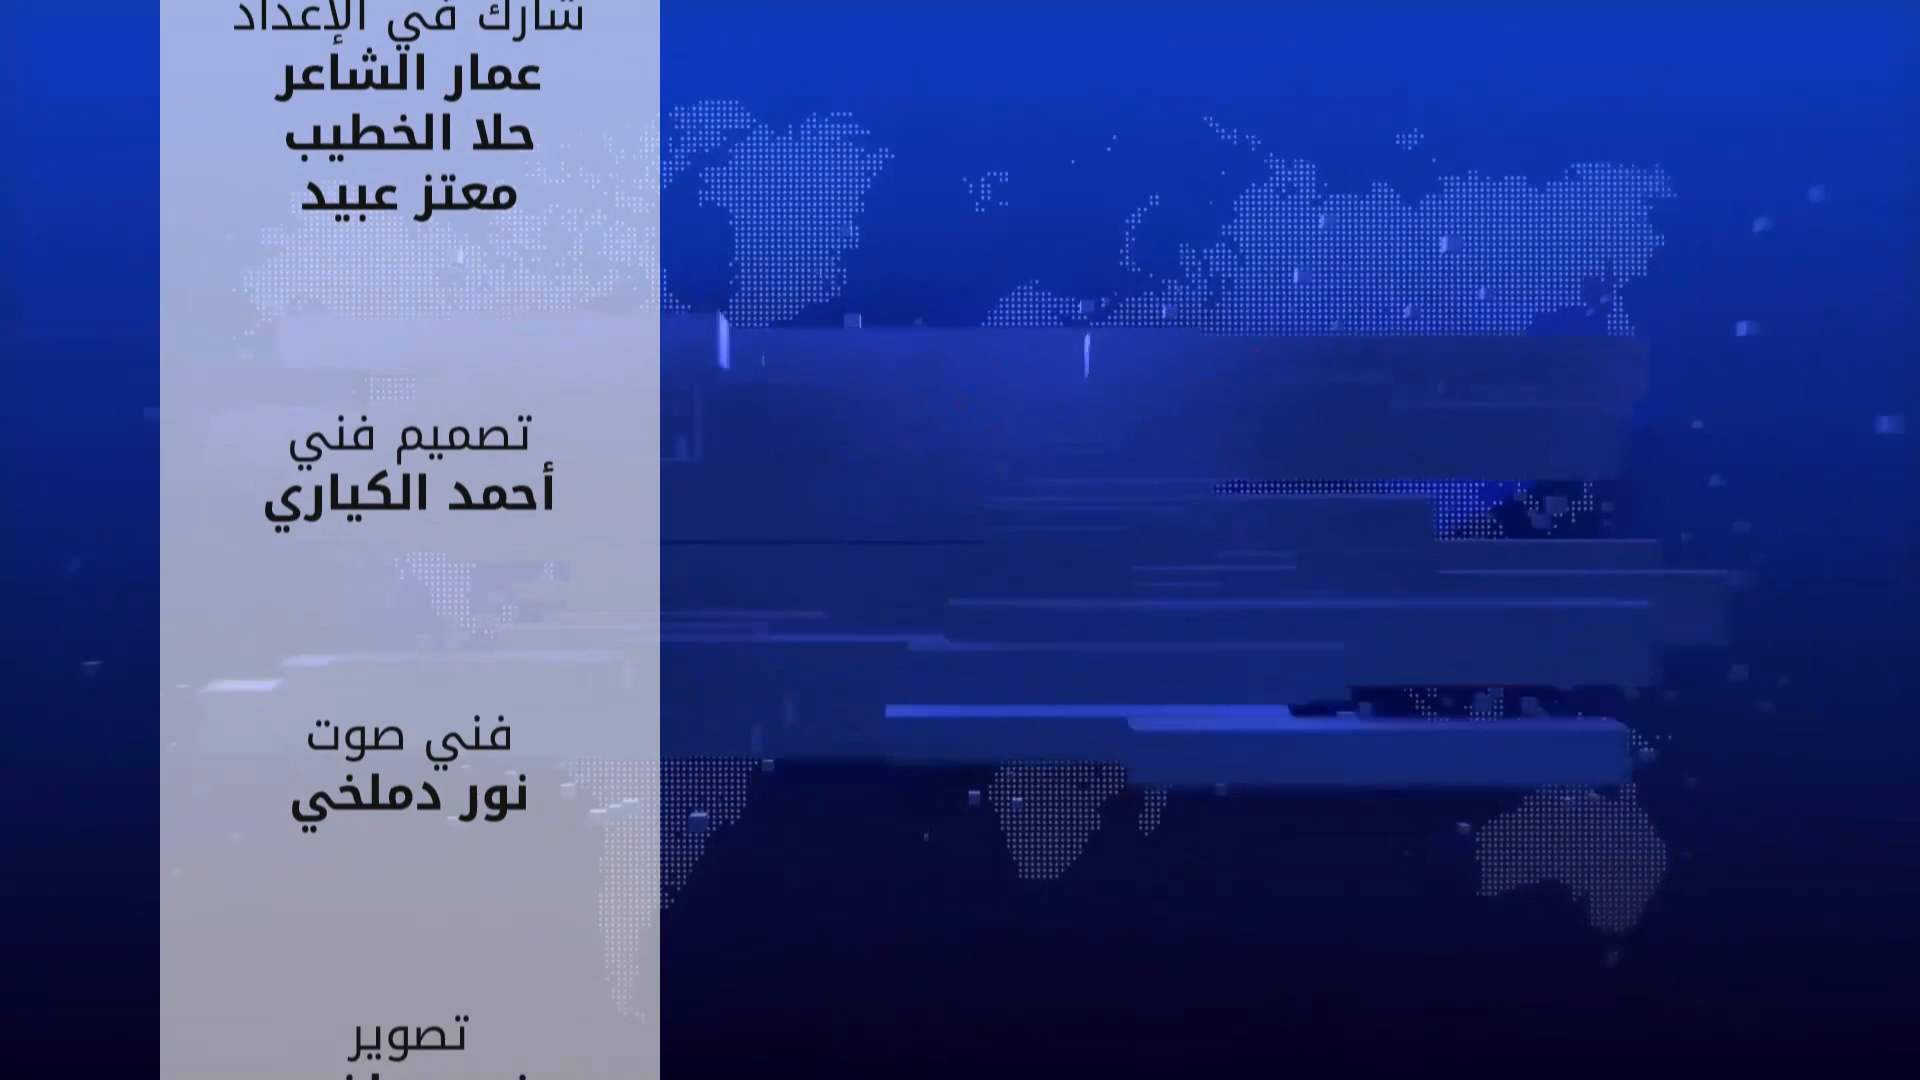 شارك في الإعداد
عمار الشاعر
حلا الخطيب
معتز عبيد
تصميم فني
أحمد الكياري
فني صوت
نور دملخي
تصوير